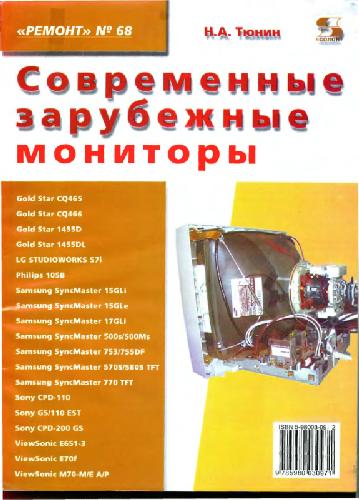 «РЕМОНТ» № 68
Н.А. Тюнин
Современные
зарубежные
мониторы
Gold Star CQ465
Gold Star CQ466
Gold Star 1455D
Gold Star 1455DL
LG STUDIOWORKS 57i
Philips 105B
Samsung SyncMaster 15GLi
Samsung SyncMaster 15GLe
Samsung SyncMaster 17GLi
Samsung SyncMaster 500s/500Ms
Samsung SyncMaster 753/755DF
Samsung SyncMaster 570S/580S TFT
Samsung SyncMaster 770 TFT
Sony CPD-110
Sony G5/110 EST
Sony CPD-200 GS
ViewSonic E651-3
ViewSonic E70f
ViewSonic M70-M/E A/P
9 785980 030971